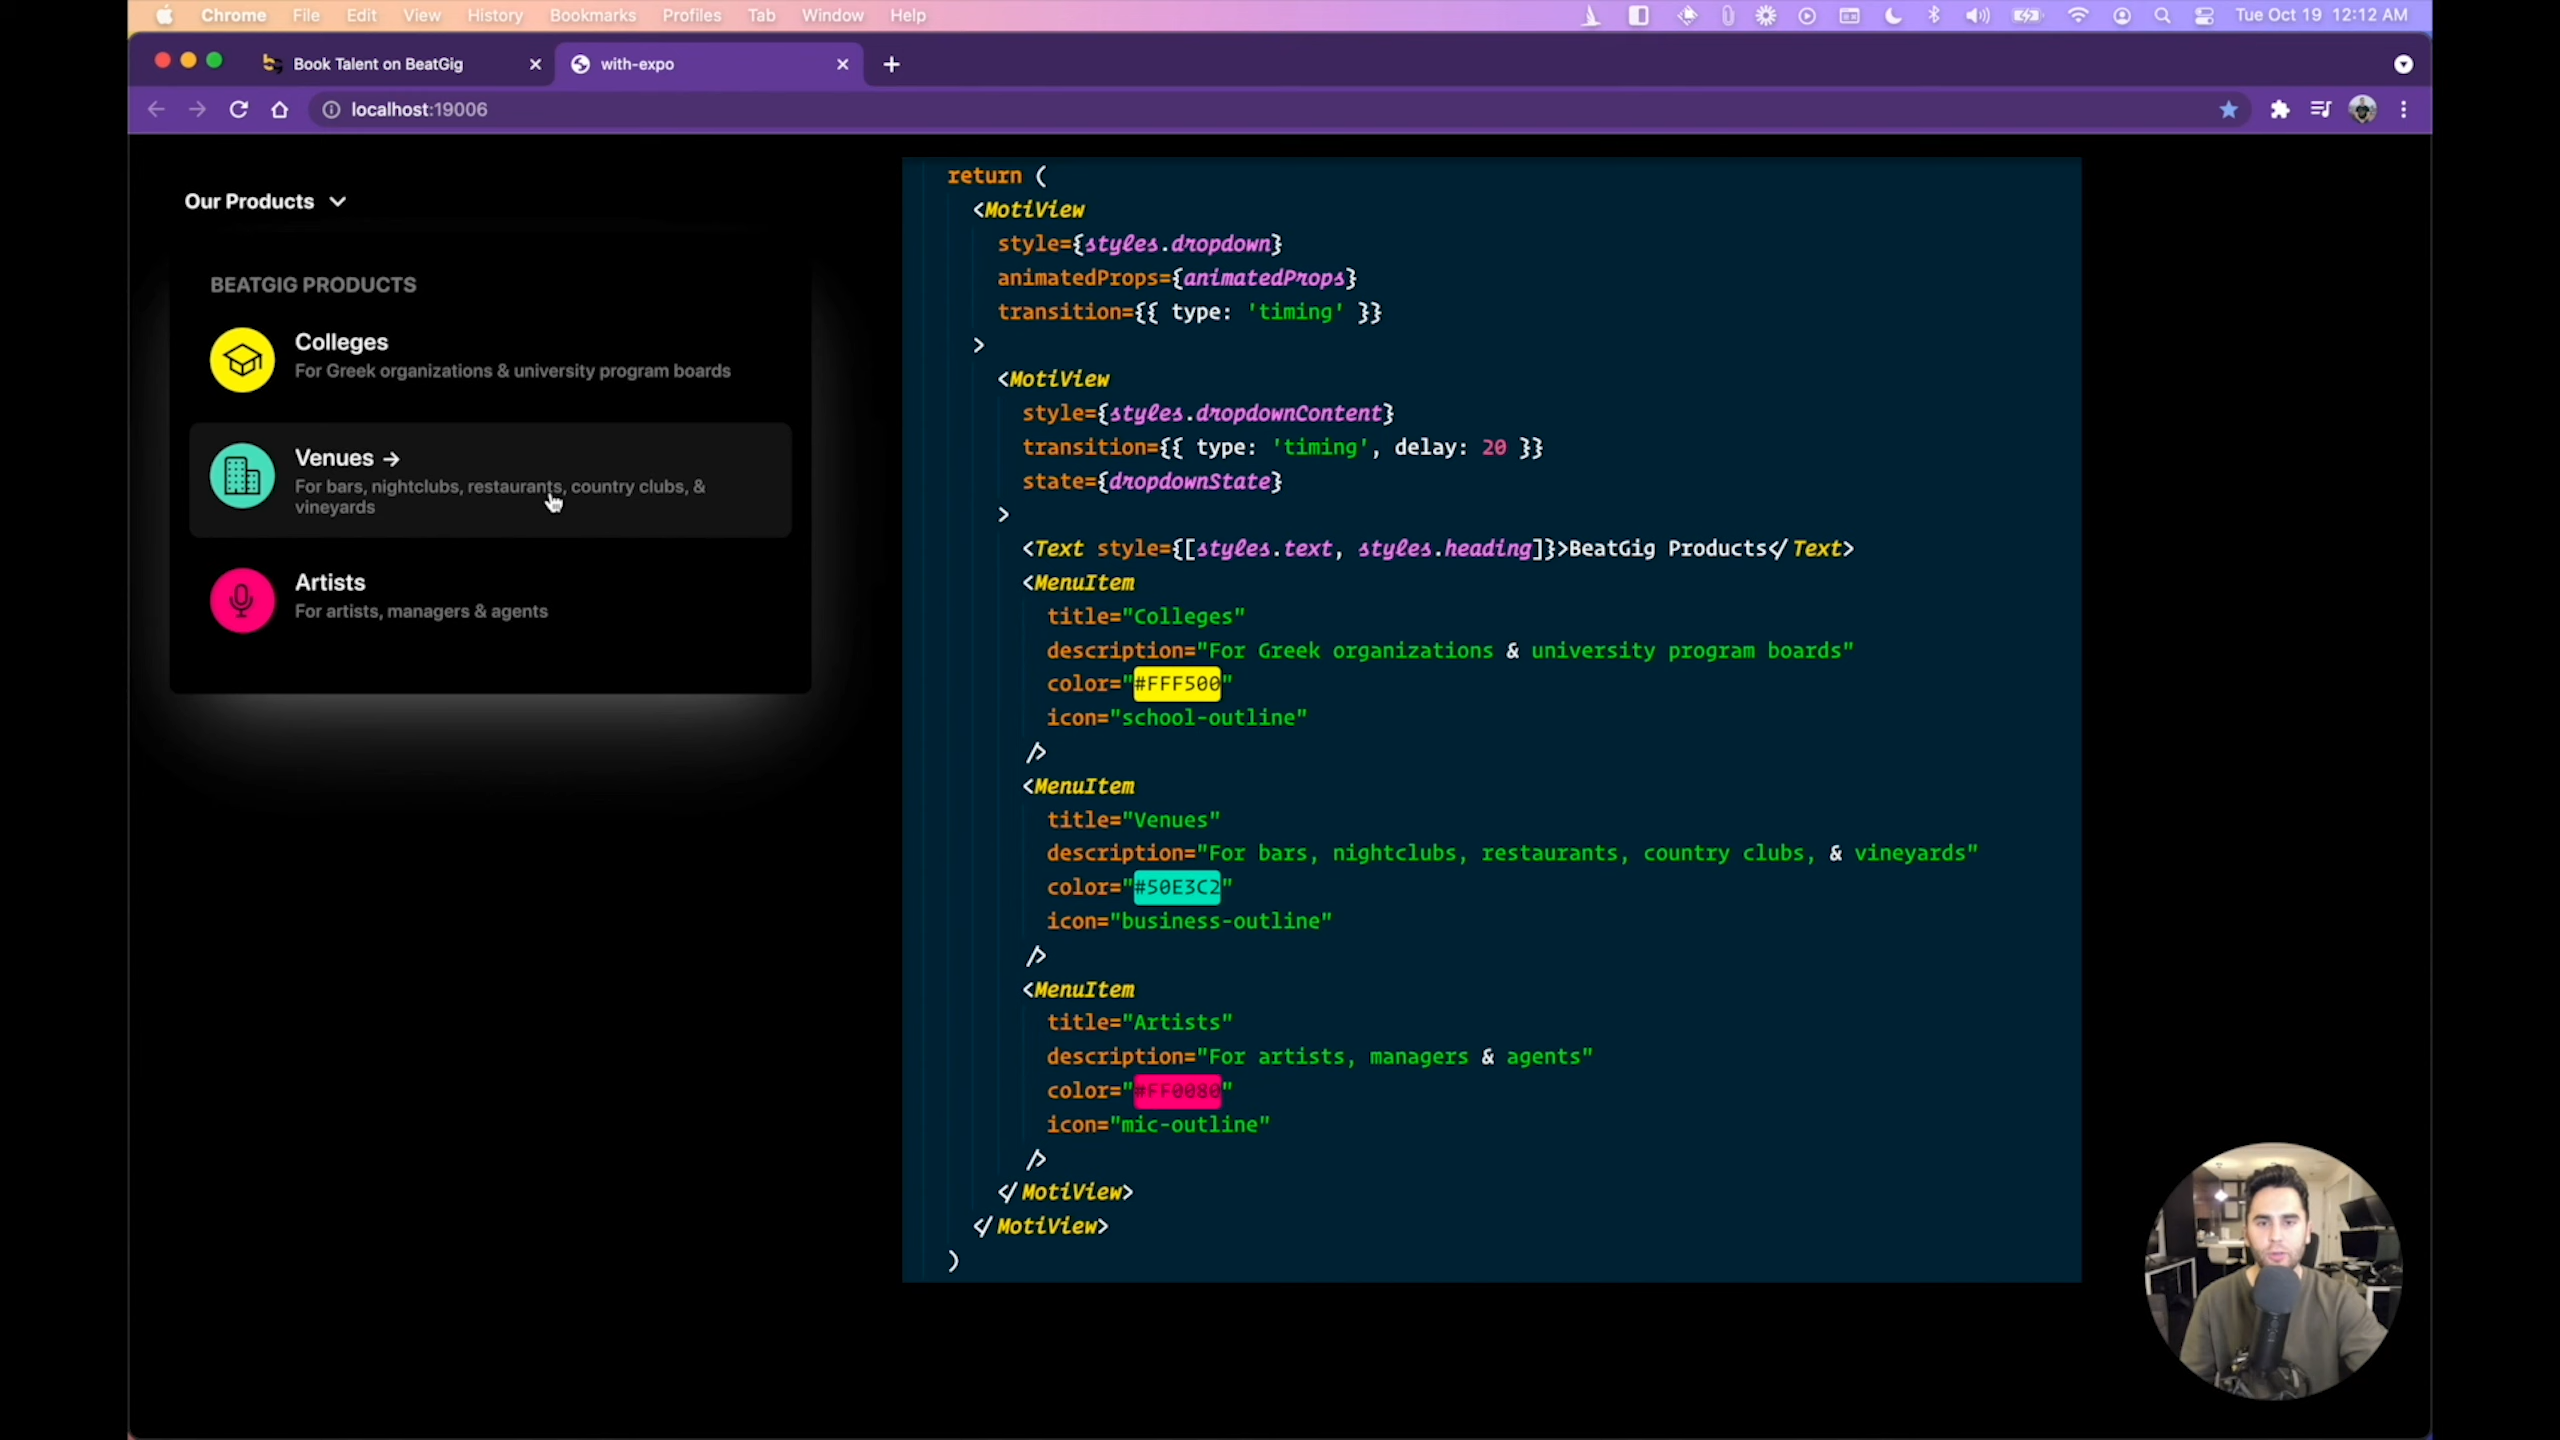 Chrome File Edit View History Bookmarks Profiles Tab Window Help Tue Oct 19 12:12 AM
Book Talent on BeatGig with-expo
localhost:19006
Our Products
BEATGIG PRODUCTS
Colleges
For Greek organizations & university program boards
Venues →
For bars, nightclubs, restaurants, country clubs, &
vineyards
Artists
For artists, managers & agents
return (
<MotiView
style={styles.dropdown}
animatedProps={animatedProps}
transition={{ type: 'timing' }}
>
<MotiView
style={styles.dropdownContent}
transition={{ type: 'timing', delay: 20 }}
state={dropdownState}
>
<Text style={[styles.text, styles.heading]}>BeatGig Products</Text>
<MenuItem
title="Colleges"
description="For Greek organizations & university program boards"
color="#FFF500"
icon="school-outline"
/>
<MenuItem
title="Venues"
description="For bars, nightclubs, restaurants, country clubs, & vineyards"
color="#50E3C2"
icon="business-outline"
/>
<MenuItem
title="Artists"
description="For artists, managers & agents"
color="#FF0080"
icon="mic-outline"
/>
</MotiView>
</MotiView>
)